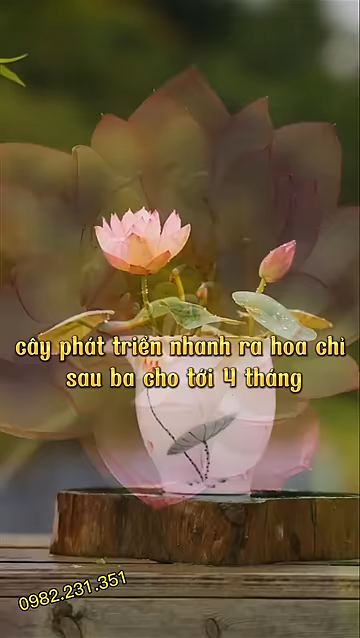 cây phát triển nhanh ra hoa chỉ
sau ba cho tới 4 tháng
0982.231.351